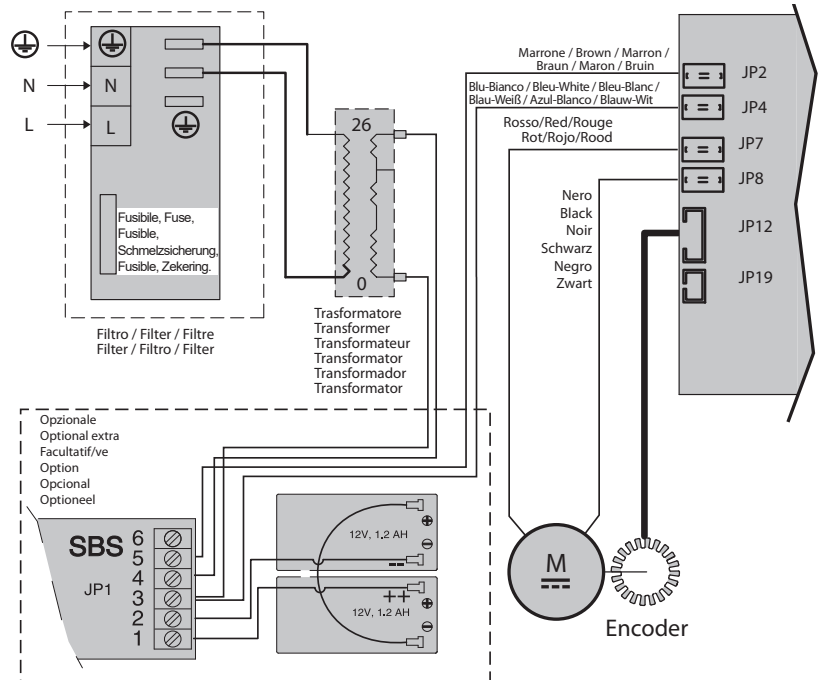 N
L
N
L
Fusibile, Fuse,
Fusible,
Schmelzsicherung,
Fusible, Zekering.
Filtro / Filter / Filtre
Filter / Filtro / Filter
26
0
Trasformatore
Transformer
Transformateur
Transformator
Transformador
Transformator
Marrone / Brown / Marron /
Braun / Maron / Bruin
Blu-Bianco / Bleu-White / Bleu-Blanc /
Blau-Weiß / Azul-Blanco / Blauw-Wit
Rosso/Red/Rouge
Rot/Rojo/Rood
Nero
Black
Noir
Schwarz
Negro
Zwart
JP2
JP4
JP7
JP8
JP12
JP19
Opzionale
Optional extra
Facultatif/ve
Option
Opcional
Optioneel
SBS
JP1
6
5
4
3
2
1
12V, 1.2 AH
++
12V, 1.2 AH
M
Encoder